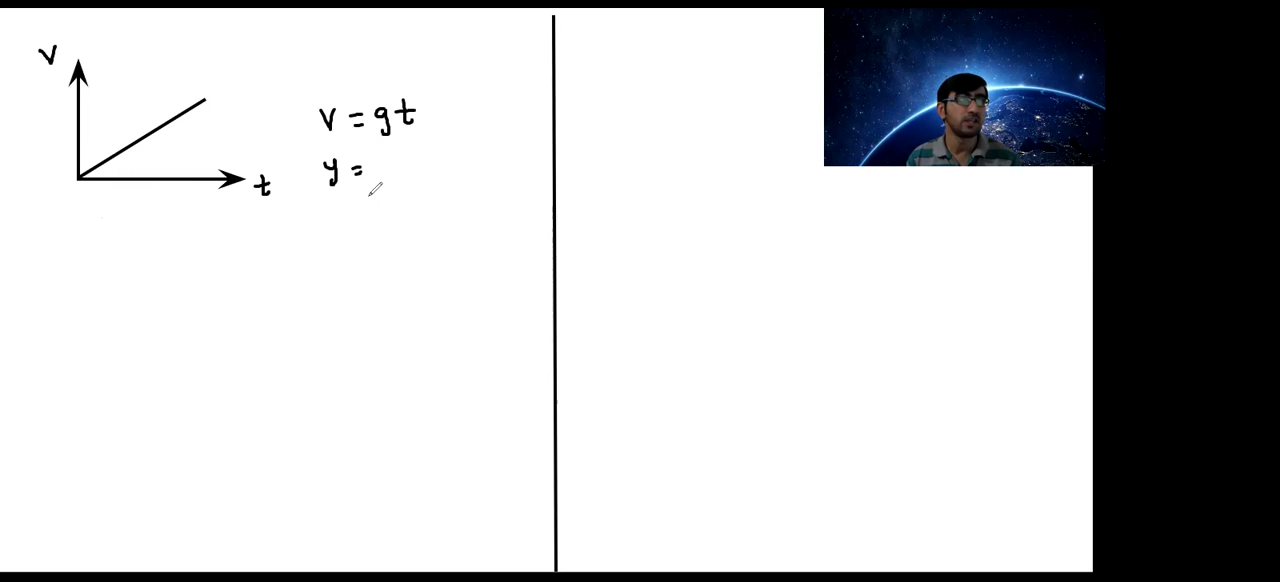 v
v = gt
y =
t